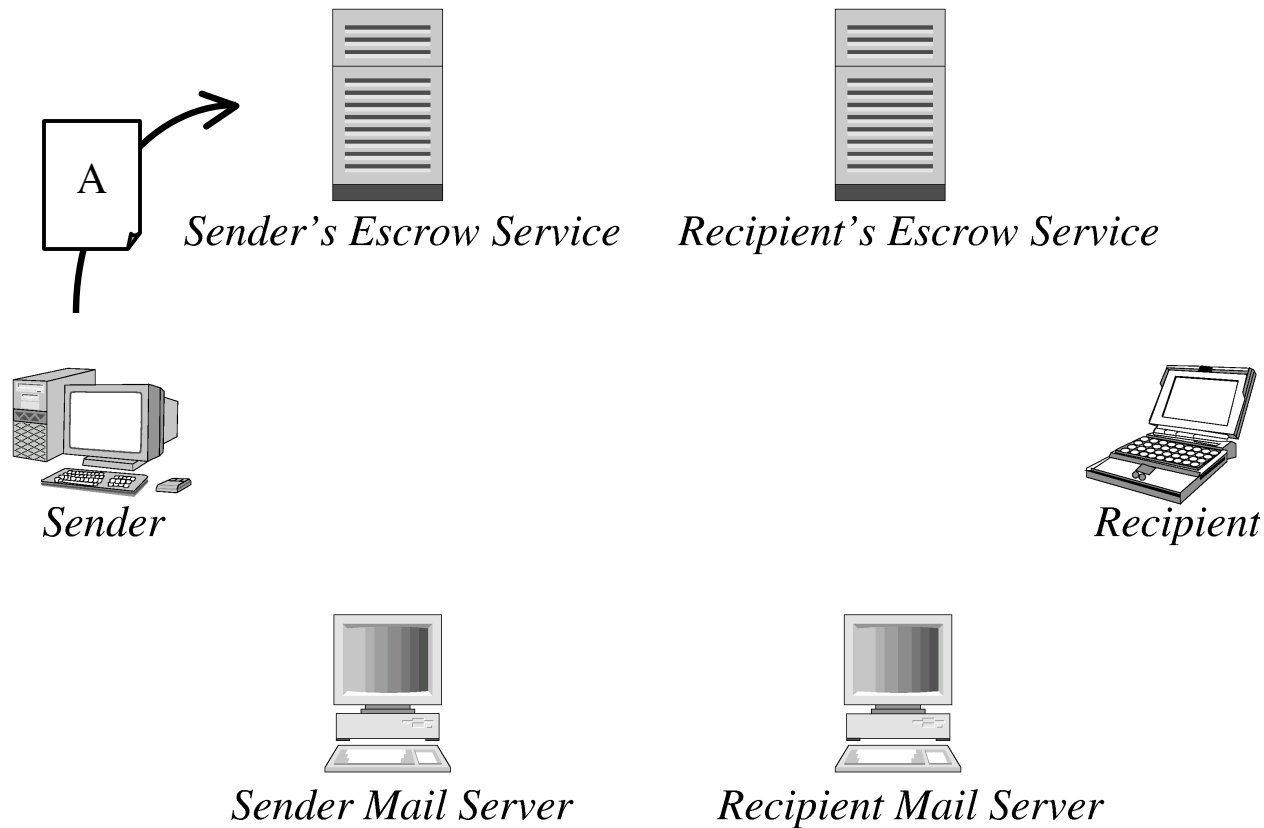 A
Sender’s Escrow Service
Recipient’s Escrow Service
Sender
Recipient
Sender Mail Server
Recipient Mail Server